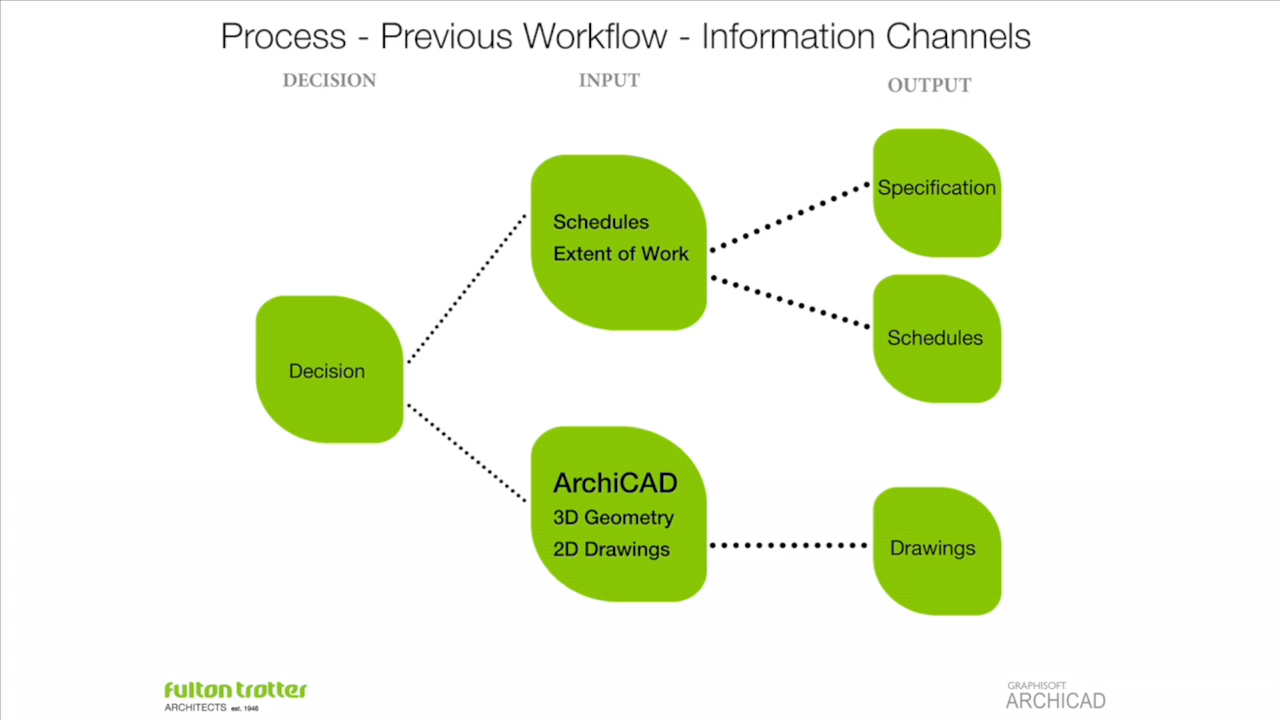 Process - Previous Workflow - Information Channels
DECISION
INPUT
OUTPUT
Decision
Schedules
Extent of Work
ArchiCAD
3D Geometry
2D Drawings
Specification
Schedules
Drawings
fulton trotter
ARCHITECTS est. 1946
GRAPHISOFT
ARCHICAD